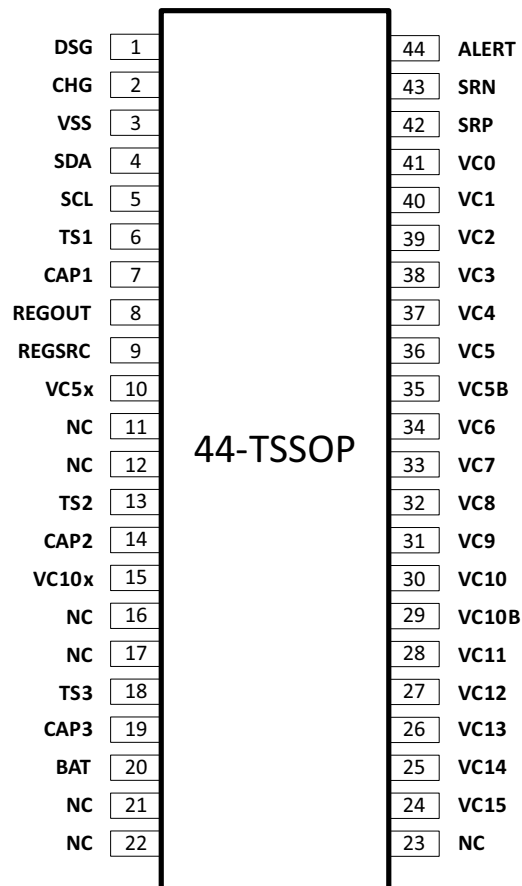 DSG 1 44 ALERT
CHG 2 43 SRN
VSS 3 42 SRP
SDA 4 41 VC0
SCL 5 40 VC1
TS1 6 39 VC2
CAP1 7 38 VC3
REGOUT 8 37 VC4
REGSRC 9 36 VC5
VC5x 10 35 VC5B
NC 11 34 VC6
44-TSSOP
NC 12 33 VC7
TS2 13 32 VC8
CAP2 14 31 VC9
VC10x 15 30 VC10
NC 16 29 VC10B
NC 17 28 VC11
TS3 18 27 VC12
CAP3 19 26 VC13
BAT 20 25 VC14
NC 21 24 VC15
NC 22 23 NC